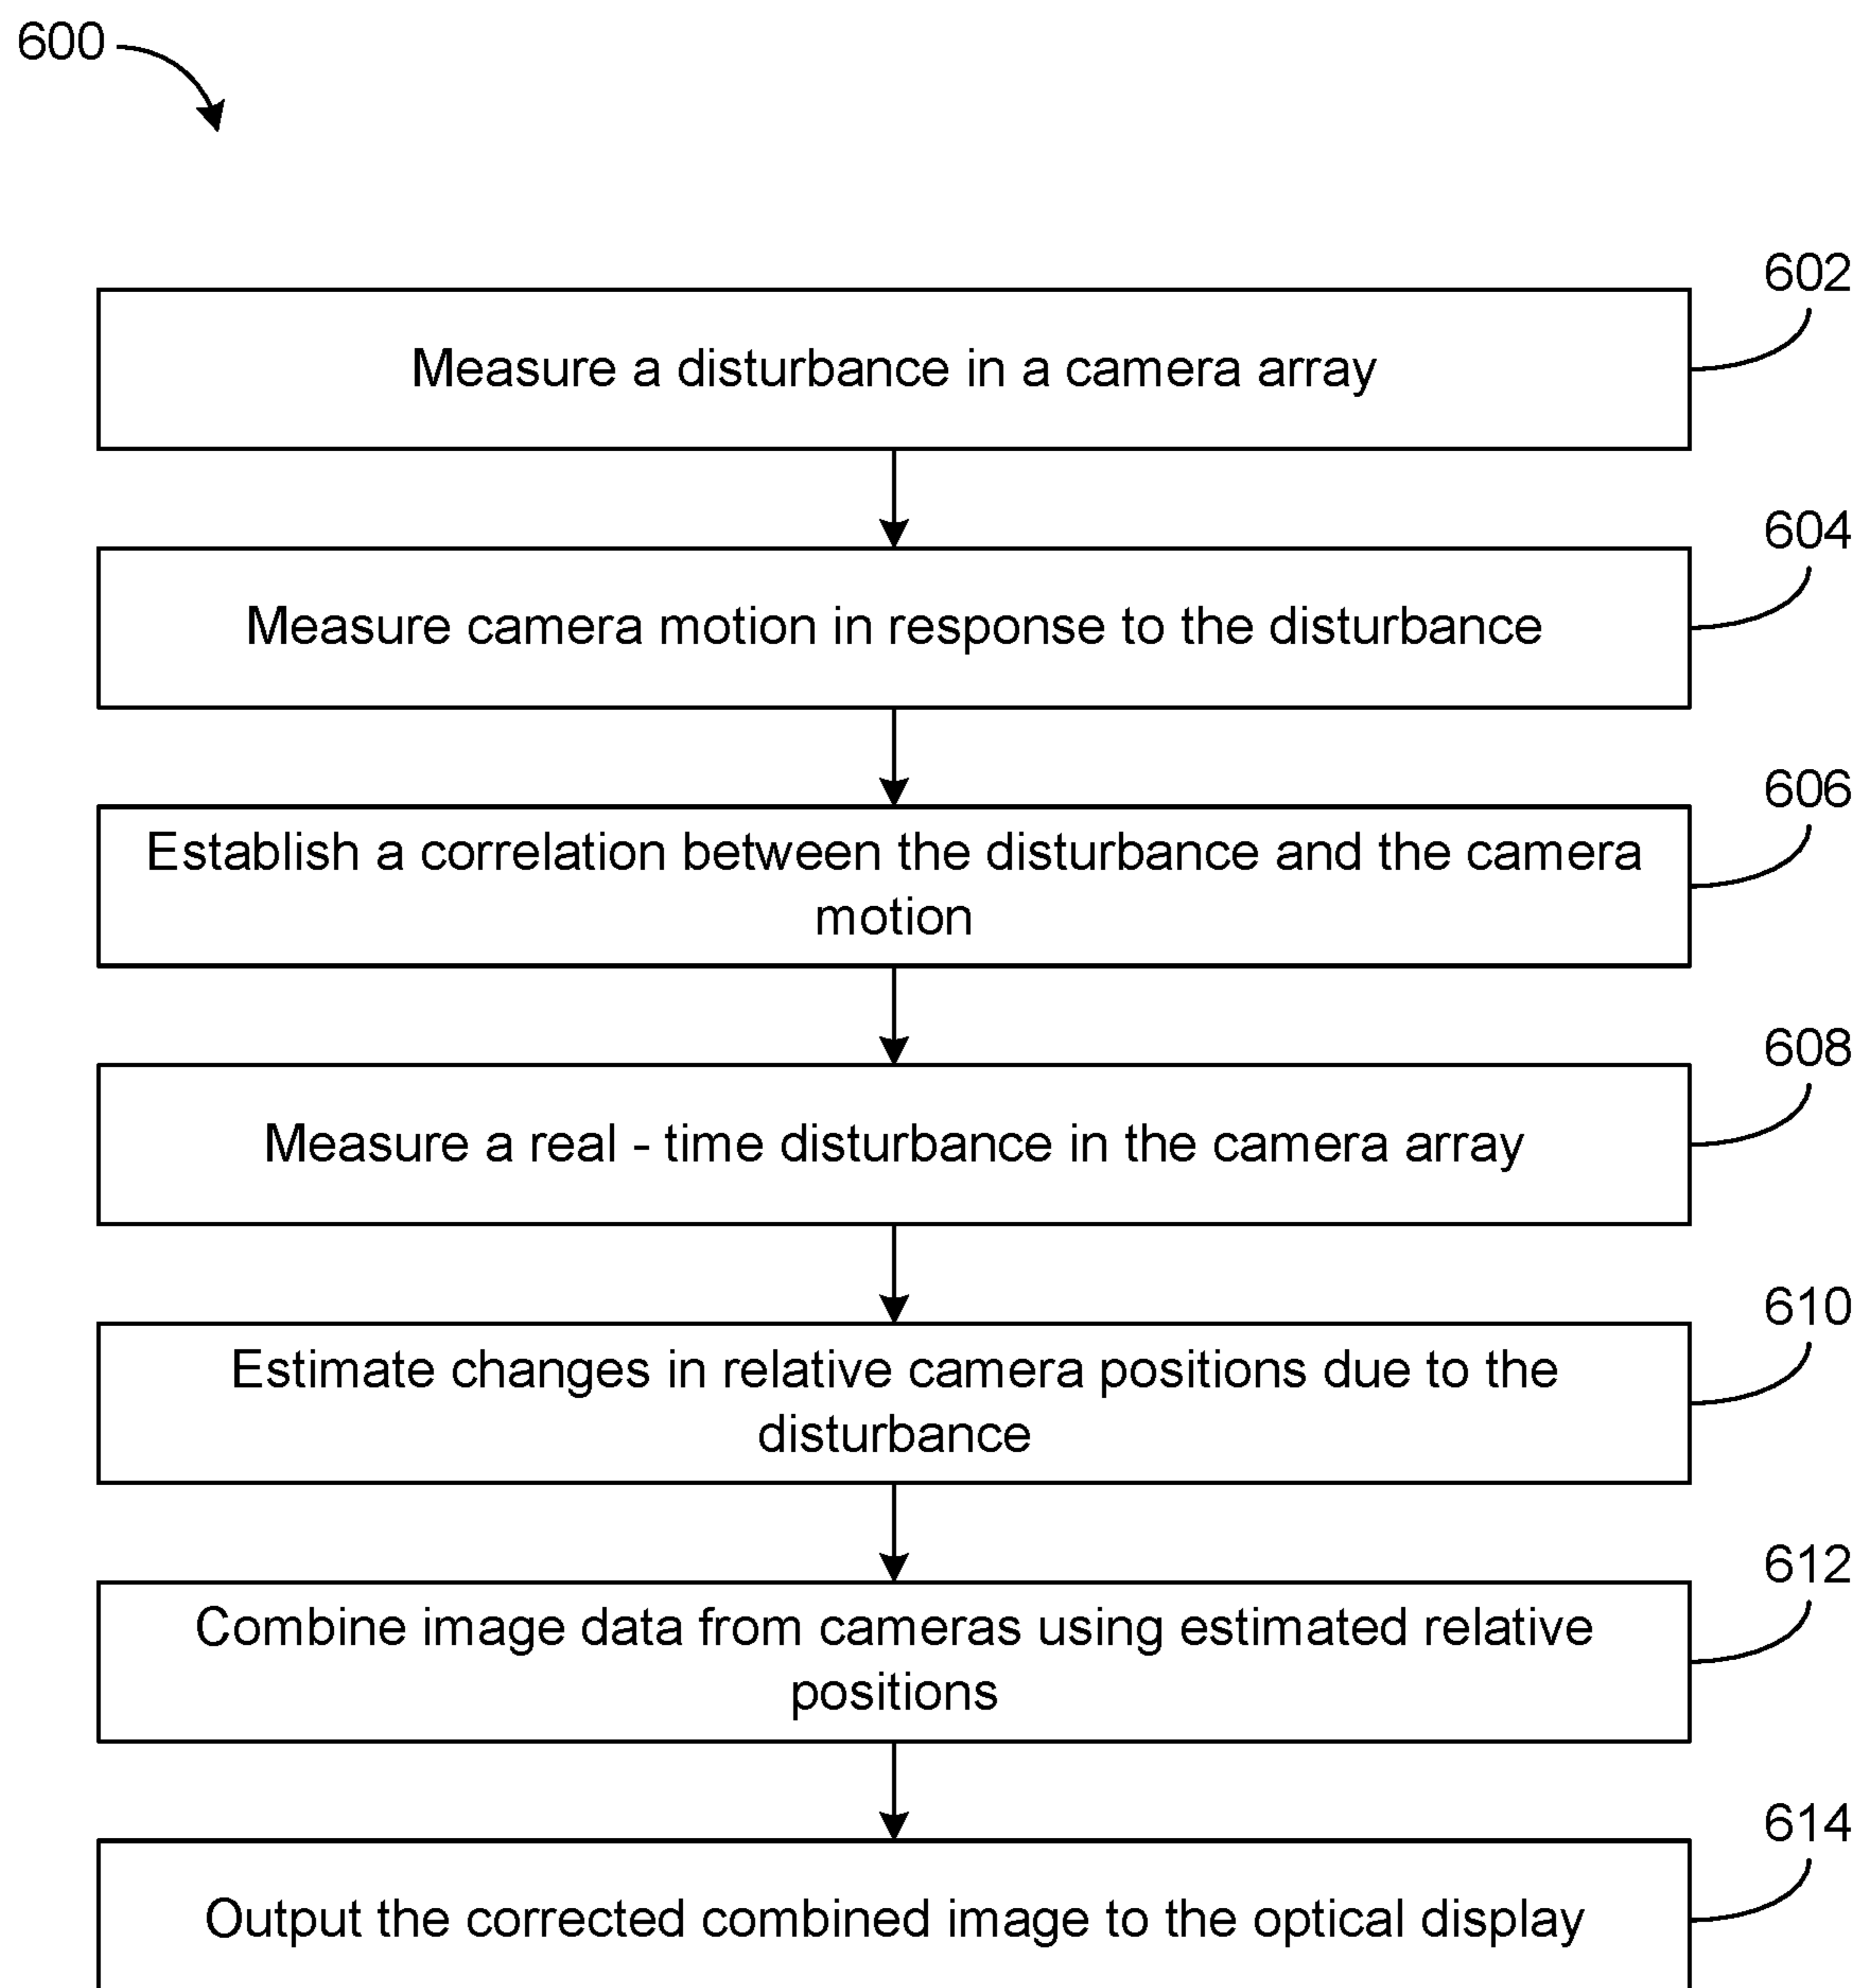 600
602
Measure a disturbance in a camera array
604
Measure camera motion in response to the disturbance
606
Establish a correlation between the disturbance and the camera
motion
608
Measure a real - time disturbance in the camera array
610
Estimate changes in relative camera positions due to the
disturbance
612
Combine image data from cameras using estimated relative
positions
614
Output the corrected combined image to the optical display